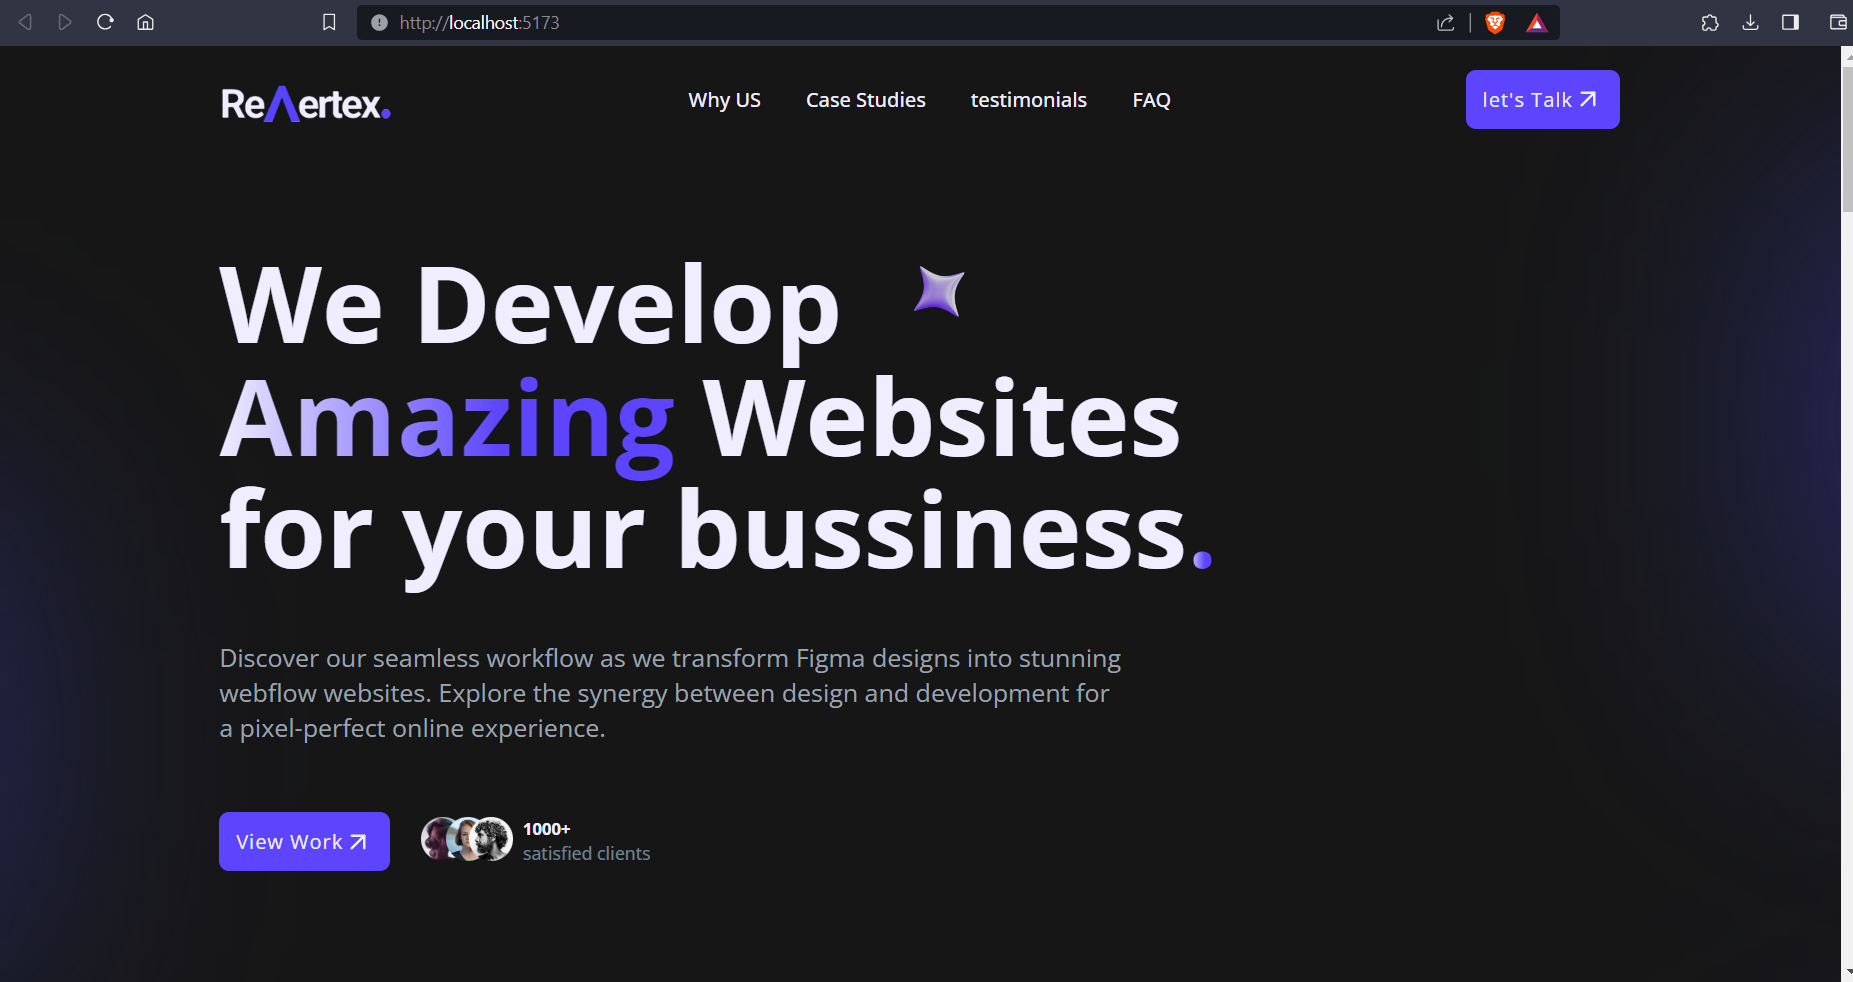 http://localhost:5173
ReΛertex.
Why US
Case Studies
testimonials
FAQ
let's Talk
We Develop
Amazing Websites
for your bussiness.
Discover our seamless workflow as we transform Figma designs into stunning
webflow websites. Explore the synergy between design and development for
a pixel-perfect online experience.
View Work
1000+
satisfied clients